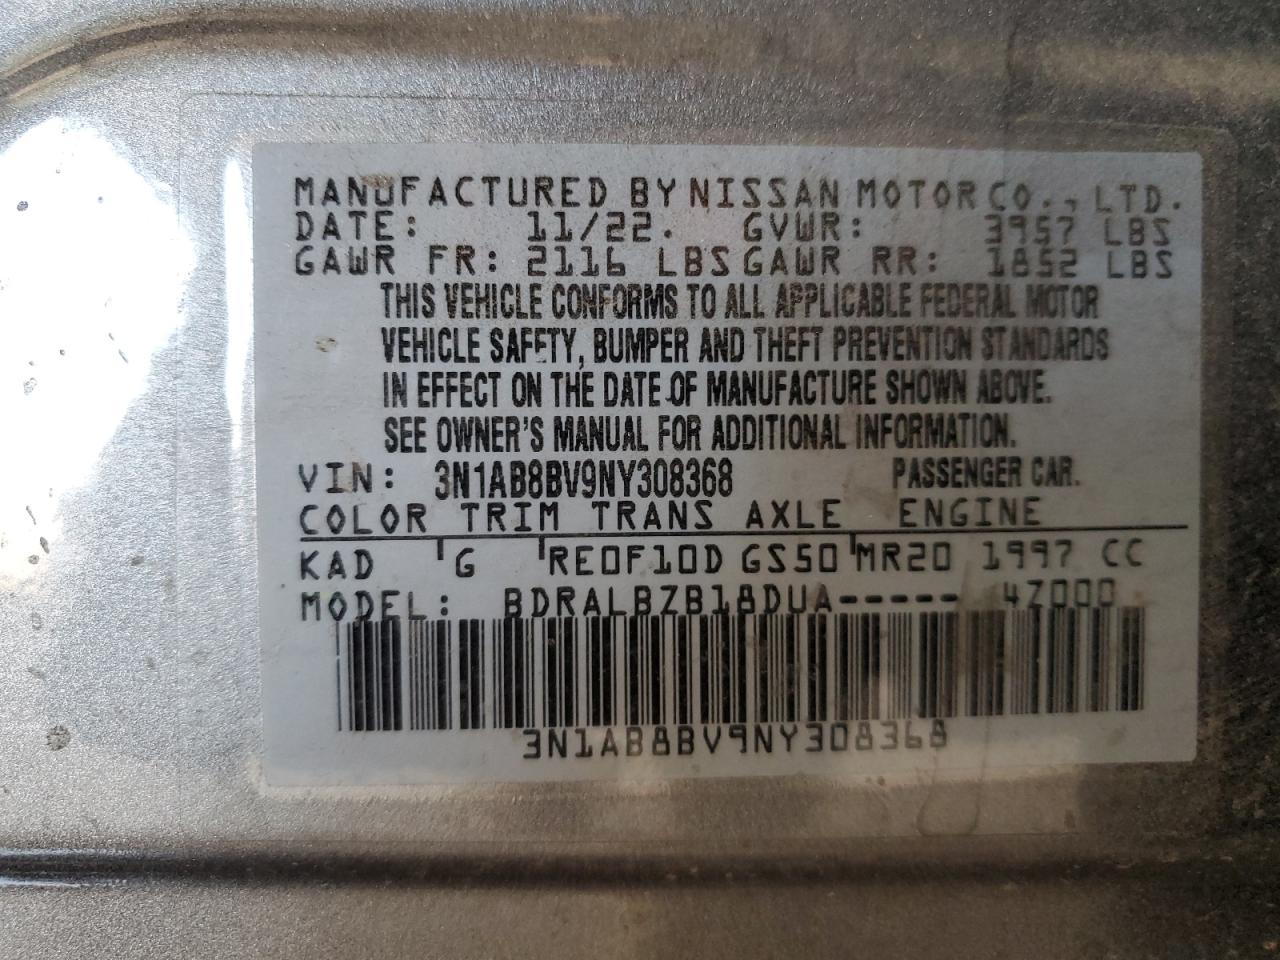 MANUFACTURED BY NISSAN MOTOR CO., LTD.
DATE: 11/22. GVWR: 3957 LBS
GAWR FR: 2116 LBS GAWR RR: 1852 LBS
THIS VEHICLE CONFORMS TO ALL APPLICABLE FEDERAL MOTOR
VEHICLE SAFETY, BUMPER AND THEFT PREVENTION STANDARDS
IN EFFECT ON THE DATE OF MANUFACTURE SHOWN ABOVE.
SEE OWNER'S MANUAL FOR ADDITIONAL INFORMATION.
VIN: 3N1AB8BV9NY308368 PASSENGER CAR.
COLOR TRIM TRANS AXLE ENGINE
KAD G RE0F10D GS50 MR20 1997 CC
MODEL: BDRALBZB18DUA----- 4Z000
3N1AB8BV9NY308368